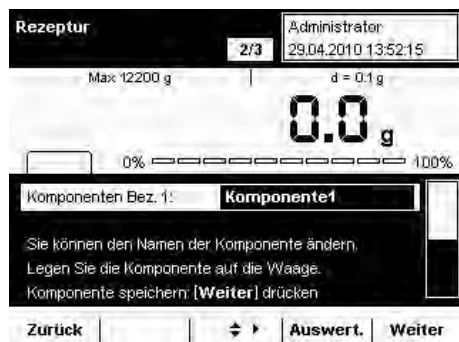 Rezeptur
2/3
Administrator
29.04.2010 13:52:15
Max 12200 g
d = 0.1 g
0.0 g
0% 100%
Komponenten Bez. 1: Komponente1
Sie können den Namen der Komponente ändern.
Legen Sie die Komponente auf die Waage.
Komponente speichern: [Weiter] drücken
Zurück Auswert. Weiter